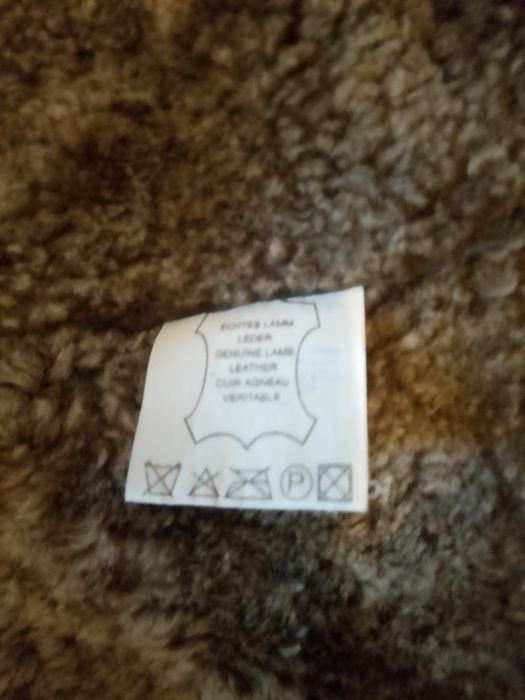 ECHTES LAMM
LEDER
GENUINE LAMB
LEATHER
CUIR AGNEAU
VERITABLE
P